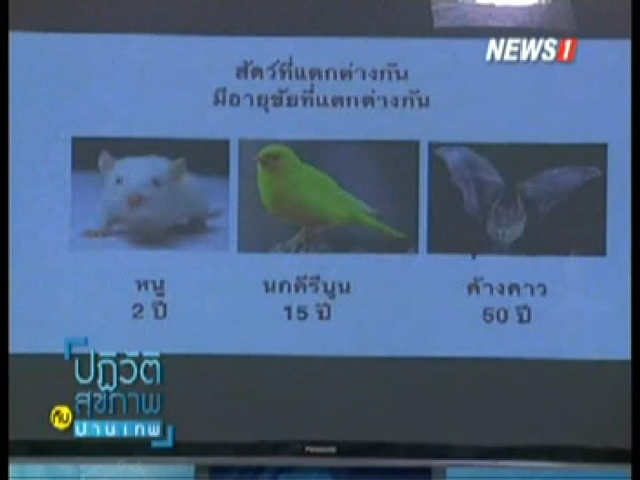 NEWS1
สัตว์ที่แตกต่างกัน
มีอายุขัยที่แตกต่างกัน
หนู
2 ปี
นกคีรีบูน
15 ปี
ค้างคาว
50 ปี
ปฏิวัติ
สุขภาพ
กับ
ปานเทพ
Panasonic